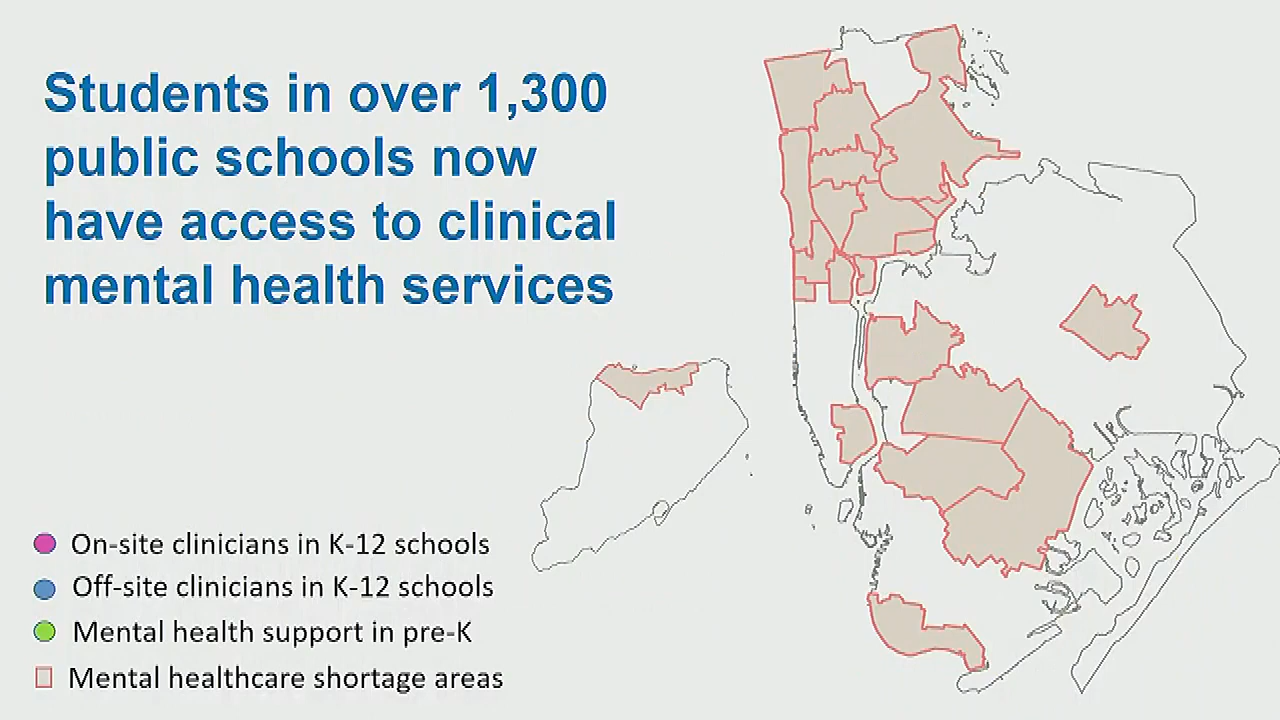 Students in over 1,300
public schools now
have access to clinical
mental health services
On-site clinicians in K-12 schools
Off-site clinicians in K-12 schools
Mental health support in pre-K
Mental healthcare shortage areas